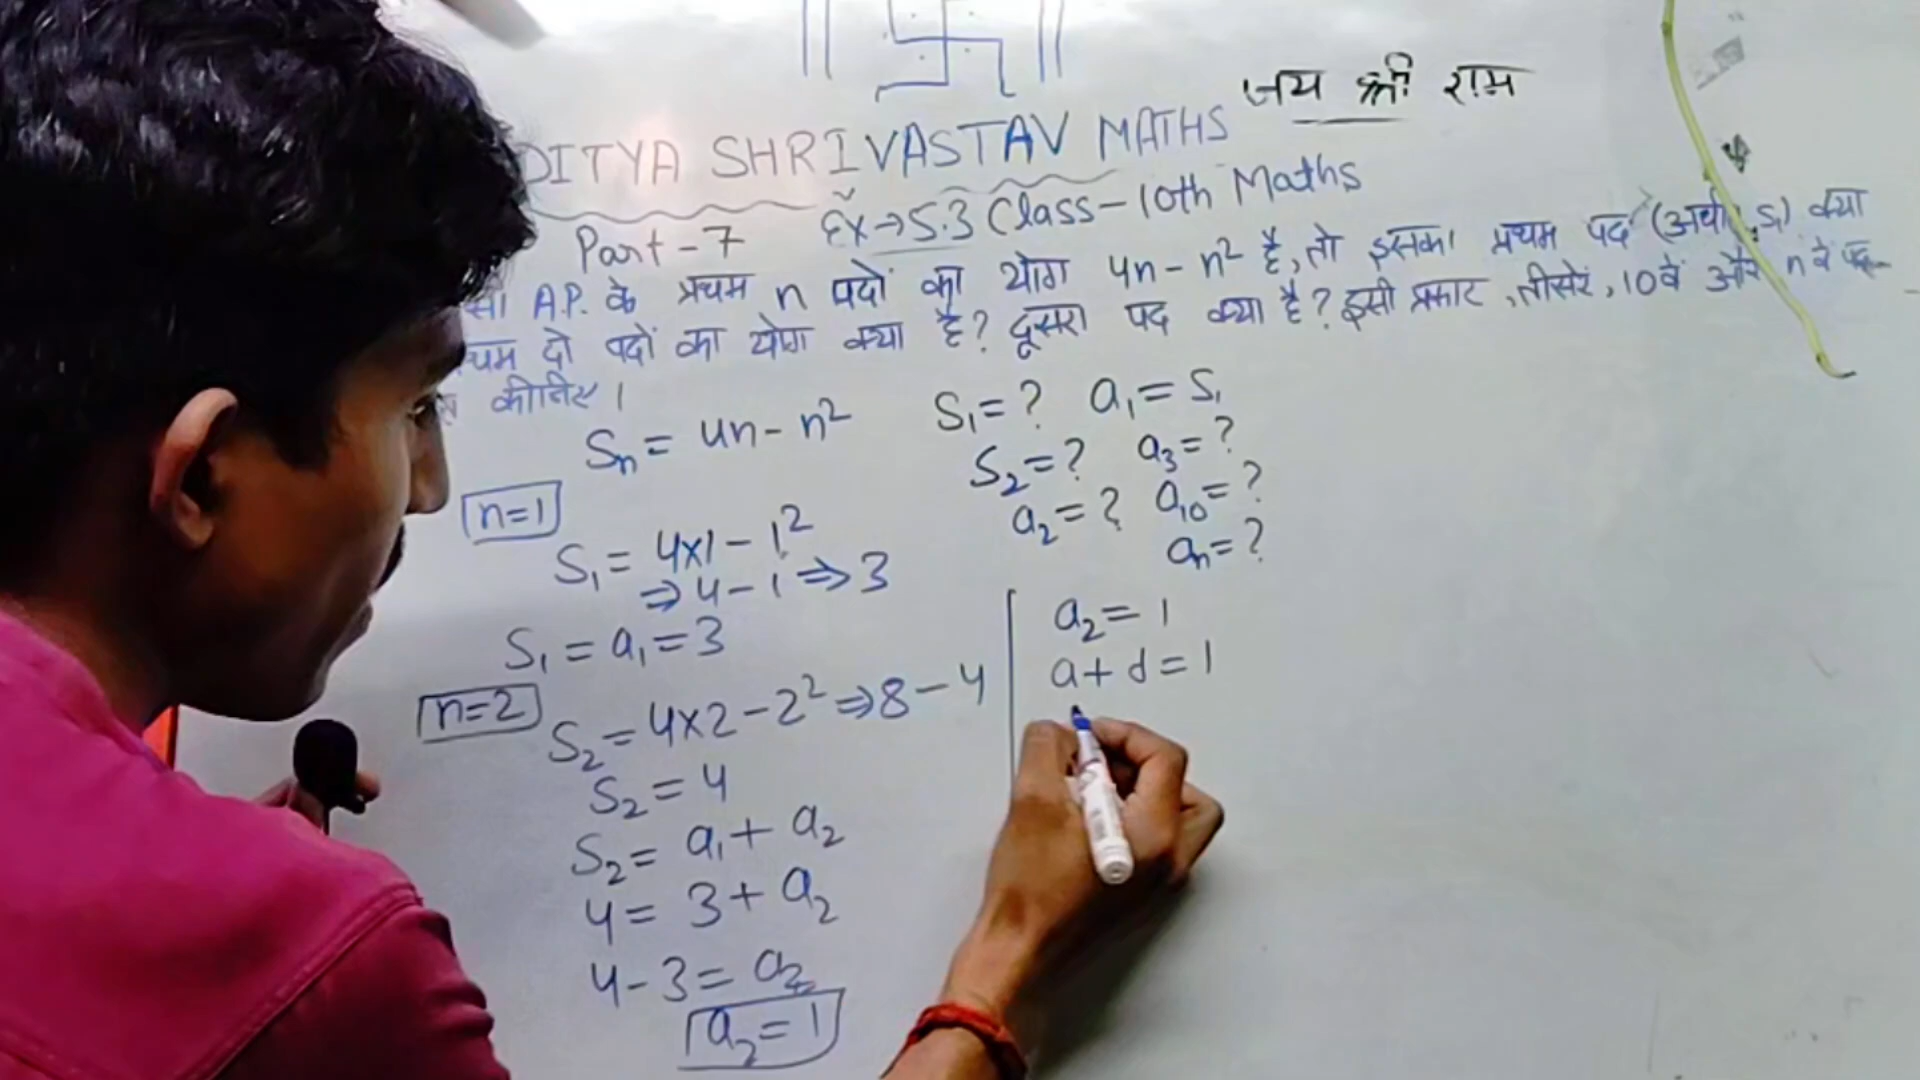 जय श्री राम
DITYA SHRIVASTAV MATHS
Part-7 Ex→5.3 Class-10th Maths
A.P. के प्रथम n पदों का योग 4n - n² है, तो इसका प्रथम पद (अर्थात S₁) क्या
दो पदों का योग क्या है? दूसरा पद क्या है? इसी प्रकार, तीसरे, 10वें और n वें पद
कीजिए।
Sₙ = 4n - n²
S₁ = ? a₁ = S₁
S₂ = ? a₃ = ?
a₂ = ? a₁₀ = ?
aₙ = ?
n=1
S₁ = 4×1 - 1²
⇒ 4 - 1 ⇒ 3
S₁ = a₁ = 3
n=2
S₂ = 4×2 - 2² ⇒ 8 - 4
S₂ = 4
S₂ = a₁ + a₂
4 = 3 + a₂
4 - 3 = a₂
a₂ = 1
a₂ = 1
a + d = 1